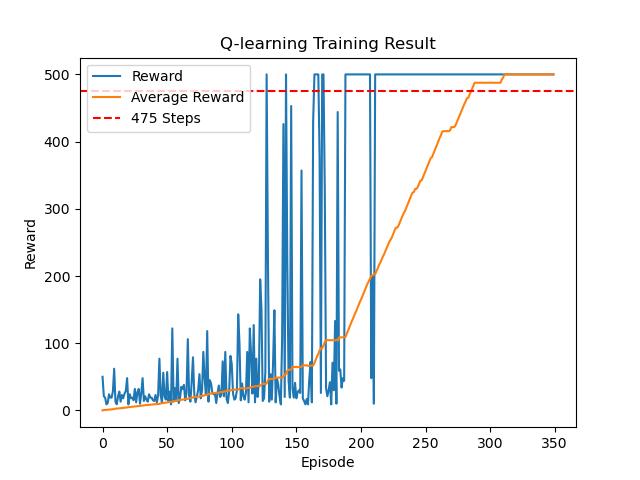 Q-learning Training Result
Reward
Average Reward
475 Steps
500
400
300
200
100
0
Reward
0 50 100 150 200 250 300 350
Episode